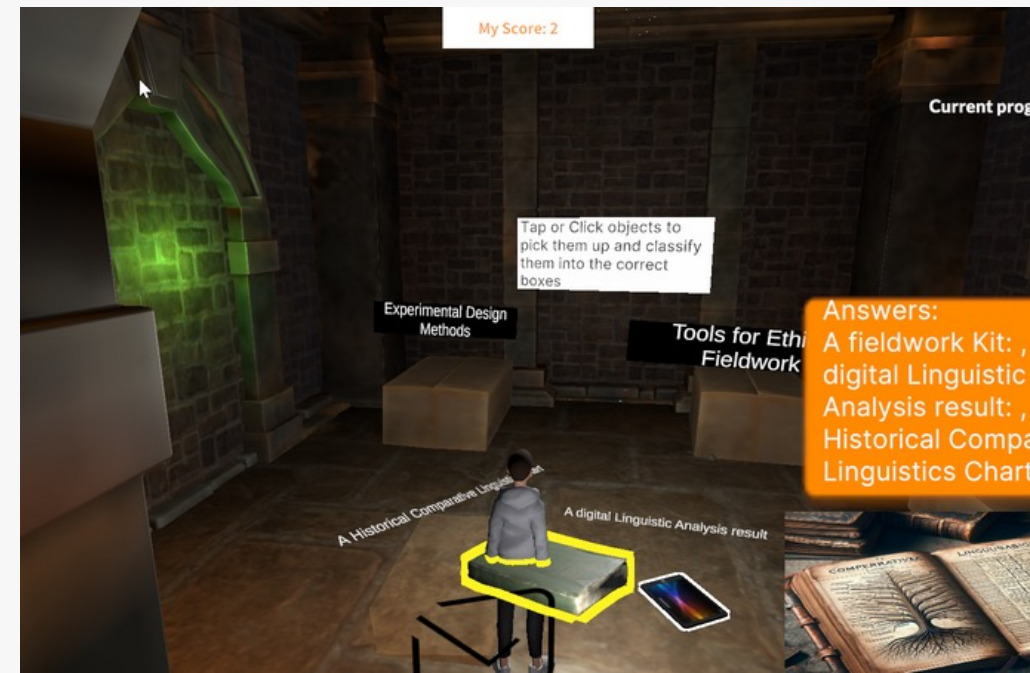 My Score: 2
Current prog
Tap or Click objects to
pick them up and classify
them into the correct
boxes
Experimental Design
Methods
Tools for Ethi
Fieldwork
Answers:
A fieldwork Kit: ,
digital Linguistic
Analysis result: ,
Historical Compa
Linguistics Chart
A Historical Comparative Linguistic
A digital Linguistic Analysis result
COMPERRATIVE